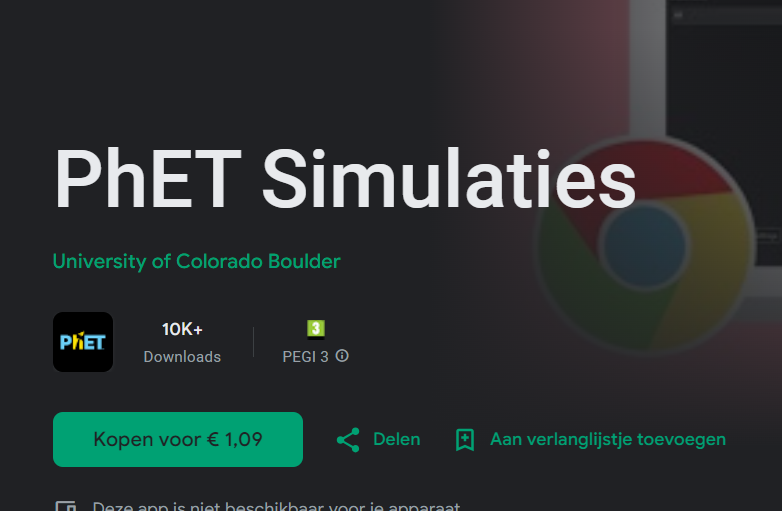 PhET Simulaties
University of Colorado Boulder
PhET
10K+
Downloads
3
PEGI 3
Kopen voor € 1,09
Delen
Aan verlanglijstje toevoegen
Deze app is niet beschikbaar voor je apparaat